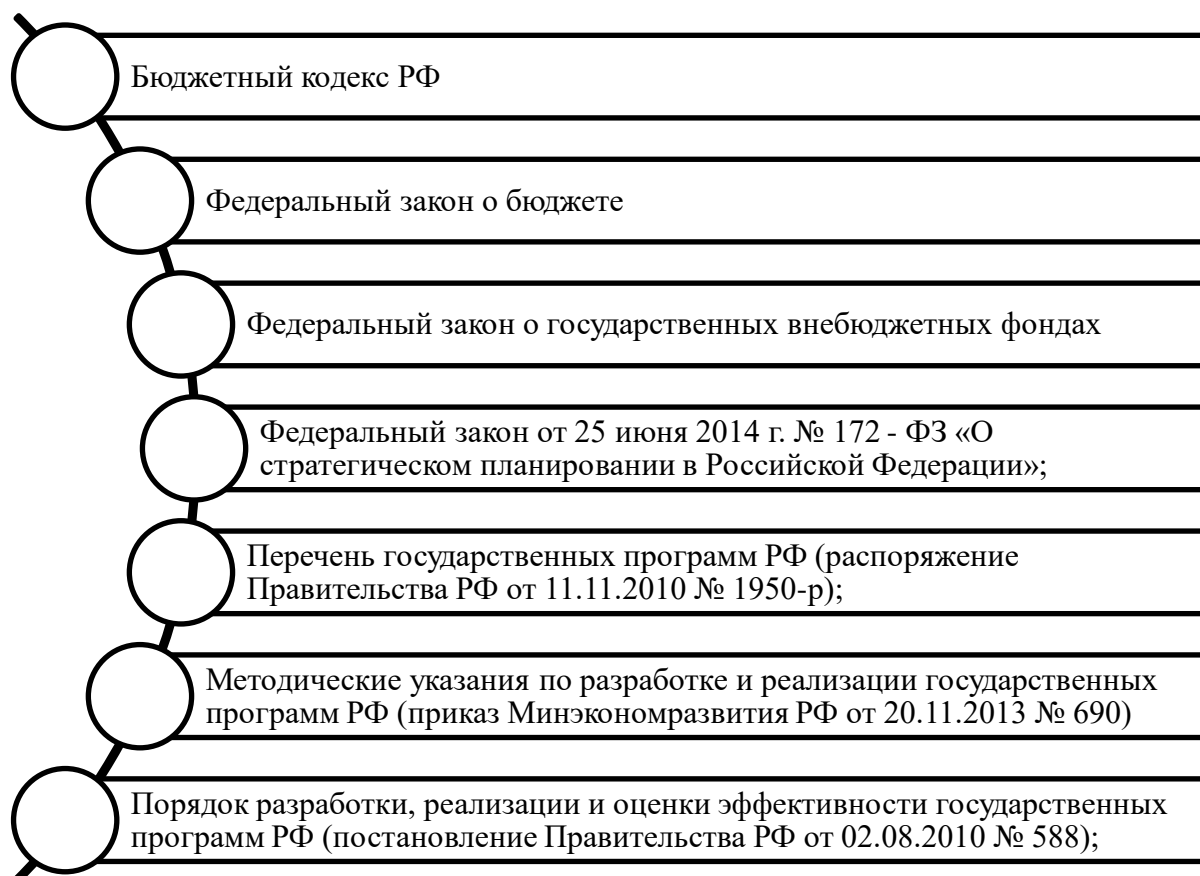 Бюджетный кодекс РФ
Федеральный закон о бюджете
Федеральный закон о государственных внебюджетных фондах
Федеральный закон от 25 июня 2014 г. № 172 - ФЗ «О
стратегическом планировании в Российской Федерации»;
Перечень государственных программ РФ (распоряжение
Правительства РФ от 11.11.2010 № 1950-р);
Методические указания по разработке и реализации государственных
программ РФ (приказ Минэкономразвития РФ от 20.11.2013 № 690)
Порядок разработки, реализации и оценки эффективности государственных
программ РФ (постановление Правительства РФ от 02.08.2010 № 588);